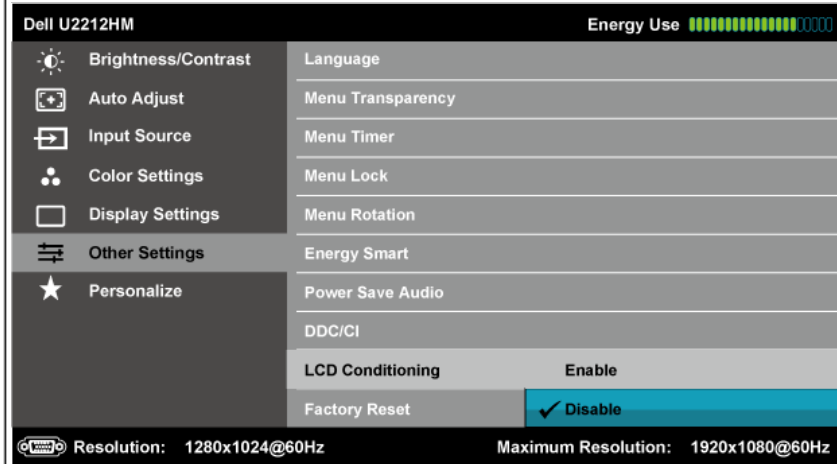 Dell U2212HM Energy Use
Brightness/Contrast Language
Auto Adjust Menu Transparency
Input Source Menu Timer
Color Settings Menu Lock
Display Settings Menu Rotation
Other Settings Energy Smart
Personalize Power Save Audio
DDC/CI
LCD Conditioning Enable
Factory Reset Disable
Resolution: 1280x1024@60Hz Maximum Resolution: 1920x1080@60Hz